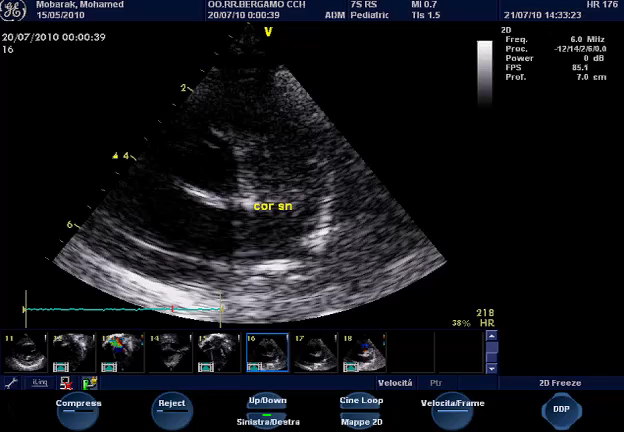 Mobarak, Mohamed
15/05/2010
OO.RR.BERGAMO CCH
20/07/10 0:00:39 ADM
7S RS
Pediatric
MI 0.7
TIs 1.5
HR 176
21/07/10 14:33:23
20/07/2010 00:00:39
16
V
2D
Freq. 6.0 MHz
Proc. -12/14/2/6/0.0
Power 0 dB
FPS 85.1
Prof. 7.0 cm
2
4 4
cor sn
6
218
38% HR
11 12 13 14 15 16 17 18
iLinq
Velocitá Ptr 2D Freeze
Compress
Reject
Up/Down
Sinistra/Destra
Cine Loop
Mappe 2D
Velocita/Frame
DDP